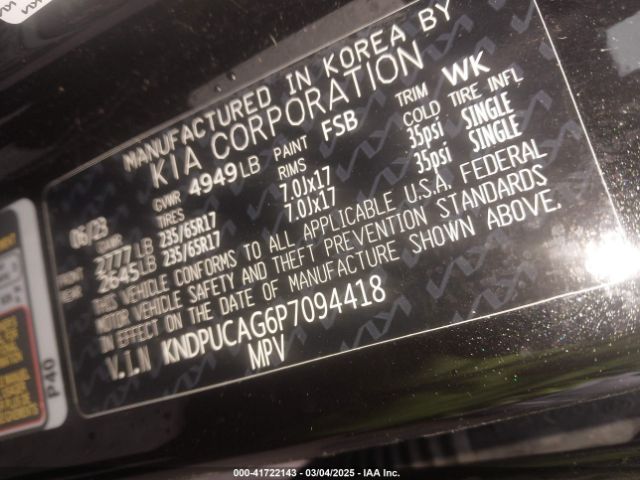 MANUFACTURED IN KOREA BY
KIA CORPORATION
06/23 GVWR 4949LB PAINT FSB TRIM WK
GAWR TIRES RIMS COLD TIRE INFL
FRONT 2777LB 235/65R17 7.0Jx17 35psi SINGLE
REAR 2645LB 235/65R17 7.0Jx17 35psi SINGLE
THIS VEHICLE CONFORMS TO ALL APPLICABLE U.S.A. FEDERAL
MOTOR VEHICLE SAFETY AND THEFT PREVENTION STANDARDS
IN EFFECT ON THE DATE OF MANUFACTURE SHOWN ABOVE.
V.I.N KNDPUCAG6P7094418
MPV
P40
000-41722143 - 03/04/2025 - IAA Inc.